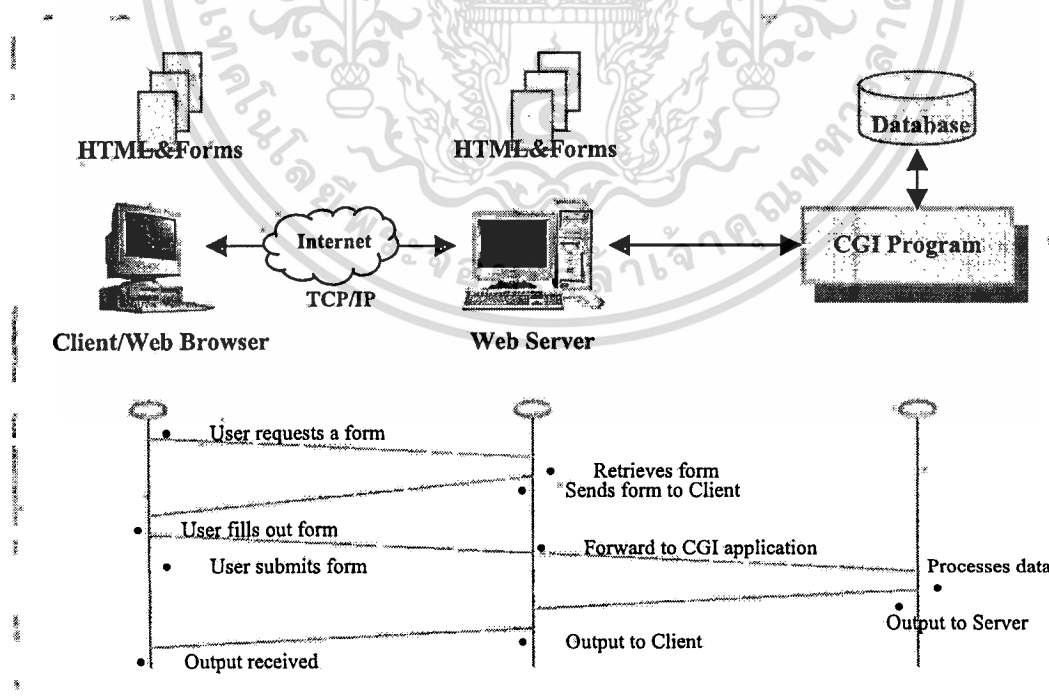 HTML&Forms
HTML&Forms
Database
Internet
CGI Program
TCP/IP
Client/Web Browser
Web Server
User requests a form
Retrieves form
Sends form to Client
User fills out form
Forward to CGI application
User submits form
Processes data
Output to Server
Output to Client
Output received